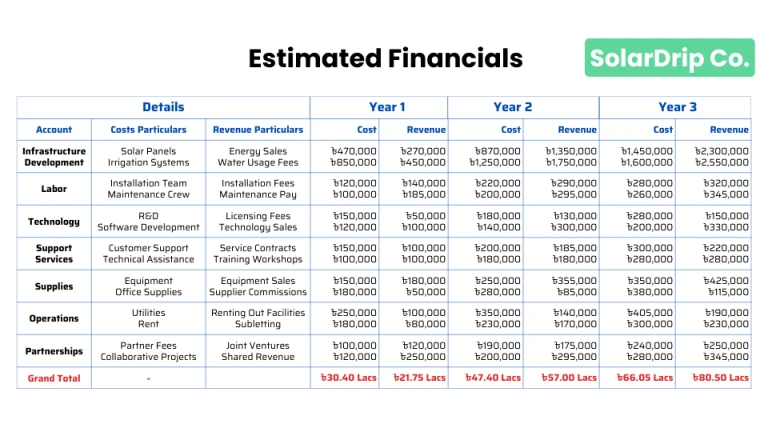 Estimated Financials
SolarDrip Co.
Details Year 1 Year 2 Year 3
Account Costs Particulars Revenue Particulars Cost Revenue Cost Revenue Cost Revenue
Infrastructure Solar Panels Energy Sales ৳470,000 ৳270,000 ৳870,000 ৳1,350,000 ৳1,450,000 ৳2,300,000
Development Irrigation Systems Water Usage Fees ৳850,000 ৳450,000 ৳1,250,000 ৳1,750,000 ৳1,600,000 ৳2,550,000
Labor Installation Team Installation Fees ৳120,000 ৳140,000 ৳220,000 ৳290,000 ৳280,000 ৳320,000
Maintenance Crew Maintenance Pay ৳100,000 ৳185,000 ৳200,000 ৳295,000 ৳260,000 ৳345,000
Technology R&D Licensing Fees ৳150,000 ৳50,000 ৳180,000 ৳130,000 ৳280,000 ৳150,000
Software Development Technology Sales ৳120,000 ৳100,000 ৳140,000 ৳300,000 ৳200,000 ৳330,000
Support Customer Support Service Contracts ৳150,000 ৳100,000 ৳200,000 ৳185,000 ৳300,000 ৳220,000
Services Technical Assistance Training Workshops ৳100,000 ৳100,000 ৳180,000 ৳180,000 ৳280,000 ৳280,000
Supplies Equipment Equipment Sales ৳150,000 ৳180,000 ৳250,000 ৳355,000 ৳350,000 ৳425,000
Office Supplies Supplier Commissions ৳180,000 ৳50,000 ৳280,000 ৳85,000 ৳380,000 ৳115,000
Operations Utilities Renting Out Facilities ৳250,000 ৳100,000 ৳350,000 ৳140,000 ৳405,000 ৳190,000
Rent Subletting ৳180,000 ৳80,000 ৳230,000 ৳170,000 ৳300,000 ৳230,000
Partnerships Partner Fees Joint Ventures ৳100,000 ৳120,000 ৳190,000 ৳175,000 ৳240,000 ৳250,000
Collaborative Projects Shared Revenue ৳120,000 ৳250,000 ৳200,000 ৳295,000 ৳280,000 ৳345,000
Grand Total - ৳30.40 Lacs ৳21.75 Lacs ৳47.40 Lacs ৳57.00 Lacs ৳66.05 Lacs ৳80.50 Lacs